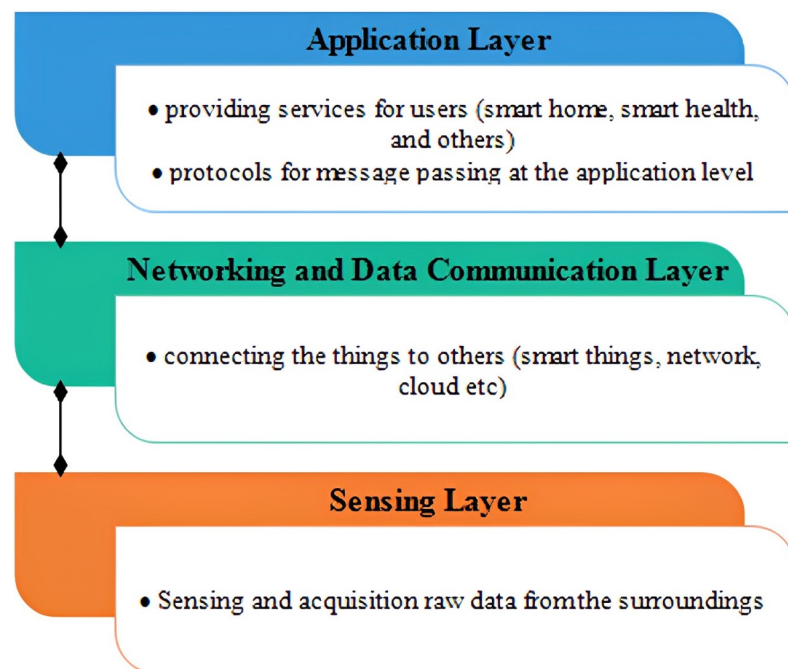 Application Layer
• providing services for users (smart home, smart health,
and others)
• protocols for message passing at the application level
Networking and Data Communication Layer
• connecting the things to others (smart things, network,
cloud etc)
Sensing Layer
• Sensing and acquisition raw data from the surroundings